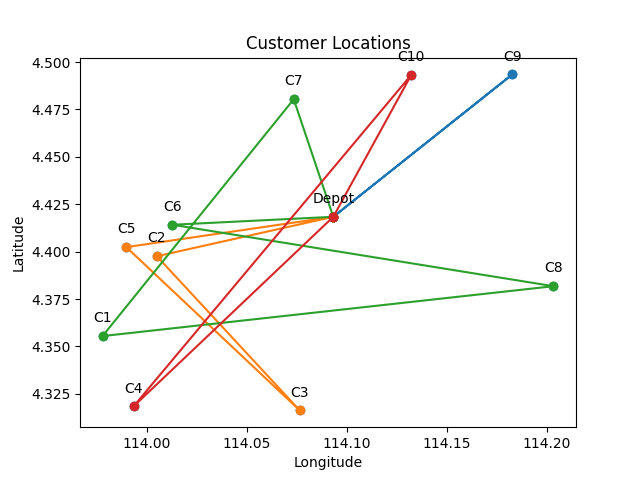 Customer Locations
C10
C9
C7
Depot
C6
C5
C2
C8
C1
C4
C3
4.500
4.475
4.450
4.425
4.400
4.375
4.350
4.325
Latitude
114.00
114.05
114.10
114.15
114.20
Longitude